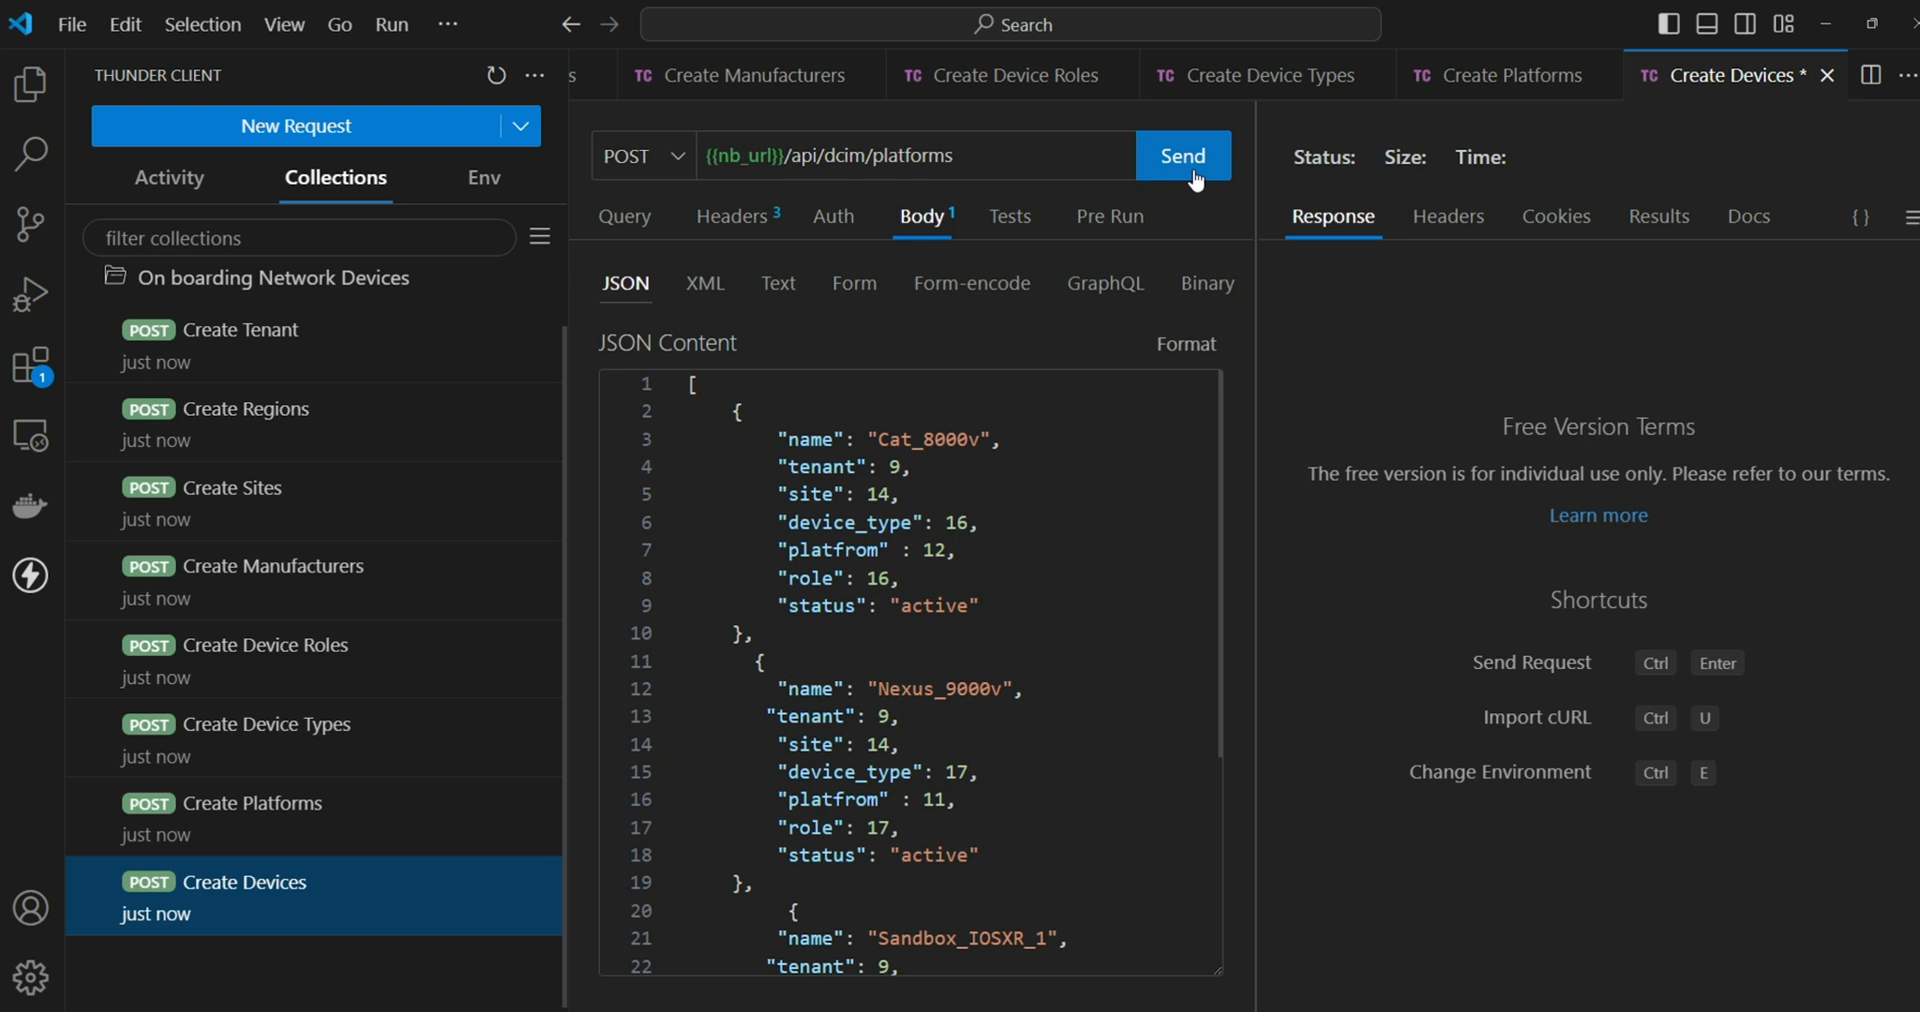 File Edit Selection View Go Run ···
Search
THUNDER CLIENT
New Request
Activity Collections Env
filter collections
On boarding Network Devices
POST Create Tenant
just now
POST Create Regions
just now
POST Create Sites
just now
POST Create Manufacturers
just now
POST Create Device Roles
just now
POST Create Device Types
just now
POST Create Platforms
just now
POST Create Devices
just now
1
s TC Create Manufacturers TC Create Device Roles TC Create Device Types TC Create Platforms TC Create Devices *
POST {{nb_url}}/api/dcim/platforms Send
Query Headers 3 Auth Body 1 Tests Pre Run
JSON XML Text Form Form-encode GraphQL Binary
JSON Content Format
1 [
2 {
3 "name": "Cat_8000v",
4 "tenant": 9,
5 "site": 14,
6 "device_type": 16,
7 "platfrom" : 12,
8 "role": 16,
9 "status": "active"
10 },
11 {
12 "name": "Nexus_9000v",
13 "tenant": 9,
14 "site": 14,
15 "device_type": 17,
16 "platfrom" : 11,
17 "role": 17,
18 "status": "active"
19 },
20 {
21 "name": "Sandbox_IOSXR_1",
22 "tenant": 9,
Status: Size: Time:
Response Headers Cookies Results Docs { }
Free Version Terms
The free version is for individual use only. Please refer to our terms.
Learn more
Shortcuts
Send Request Ctrl Enter
Import cURL Ctrl U
Change Environment Ctrl E